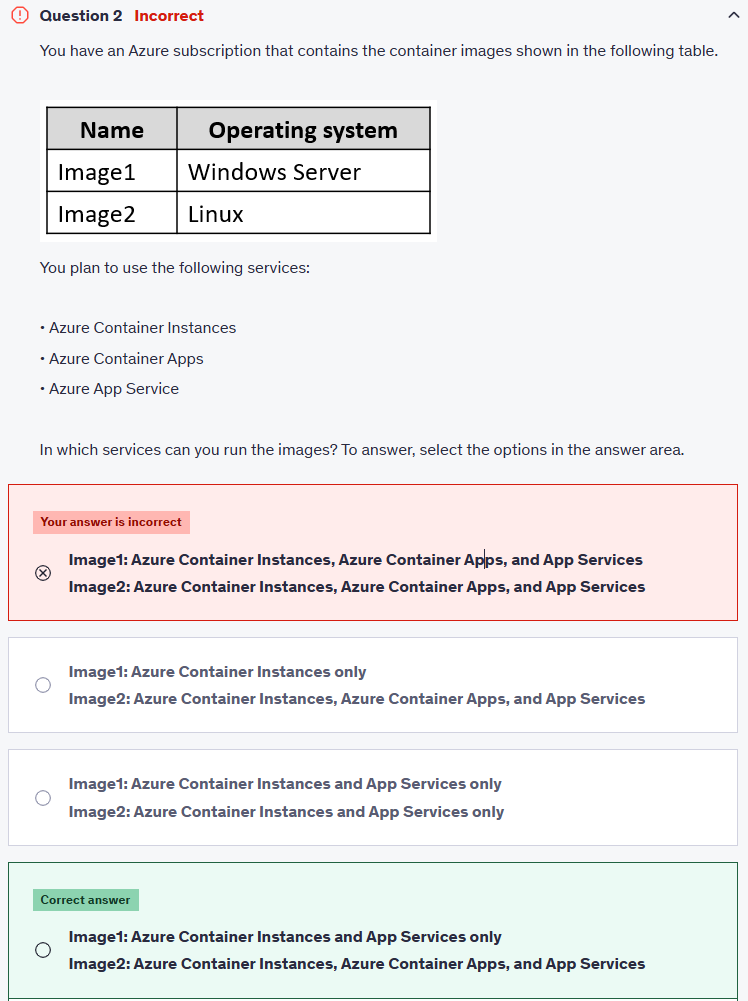 Question 2 Incorrect
You have an Azure subscription that contains the container images shown in the following table.
Name Operating system
Image1 Windows Server
Image2 Linux
You plan to use the following services:
• Azure Container Instances
• Azure Container Apps
• Azure App Service
In which services can you run the images? To answer, select the options in the answer area.
Your answer is incorrect
Image1: Azure Container Instances, Azure Container Apps, and App Services
Image2: Azure Container Instances, Azure Container Apps, and App Services
Image1: Azure Container Instances only
Image2: Azure Container Instances, Azure Container Apps, and App Services
Image1: Azure Container Instances and App Services only
Image2: Azure Container Instances and App Services only
Correct answer
Image1: Azure Container Instances and App Services only
Image2: Azure Container Instances, Azure Container Apps, and App Services